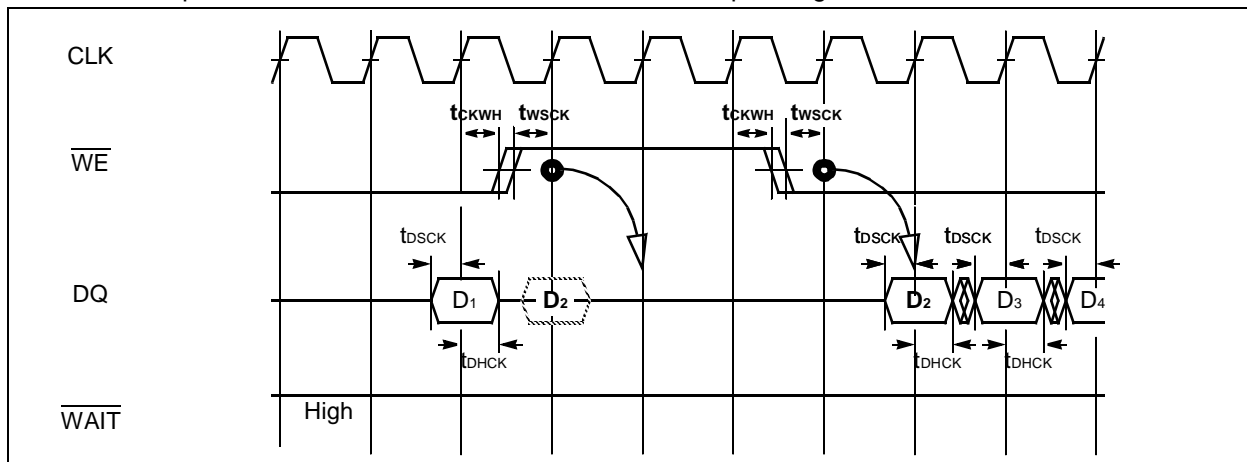 CLK
tCKWH tWSCK tCKWH tWSCK
WE
tDSCK tDSCK tDSCK tDSCK
DQ D1 D2 D2 D3 D4
tDHCK tDHCK tDHCK
High
WAIT